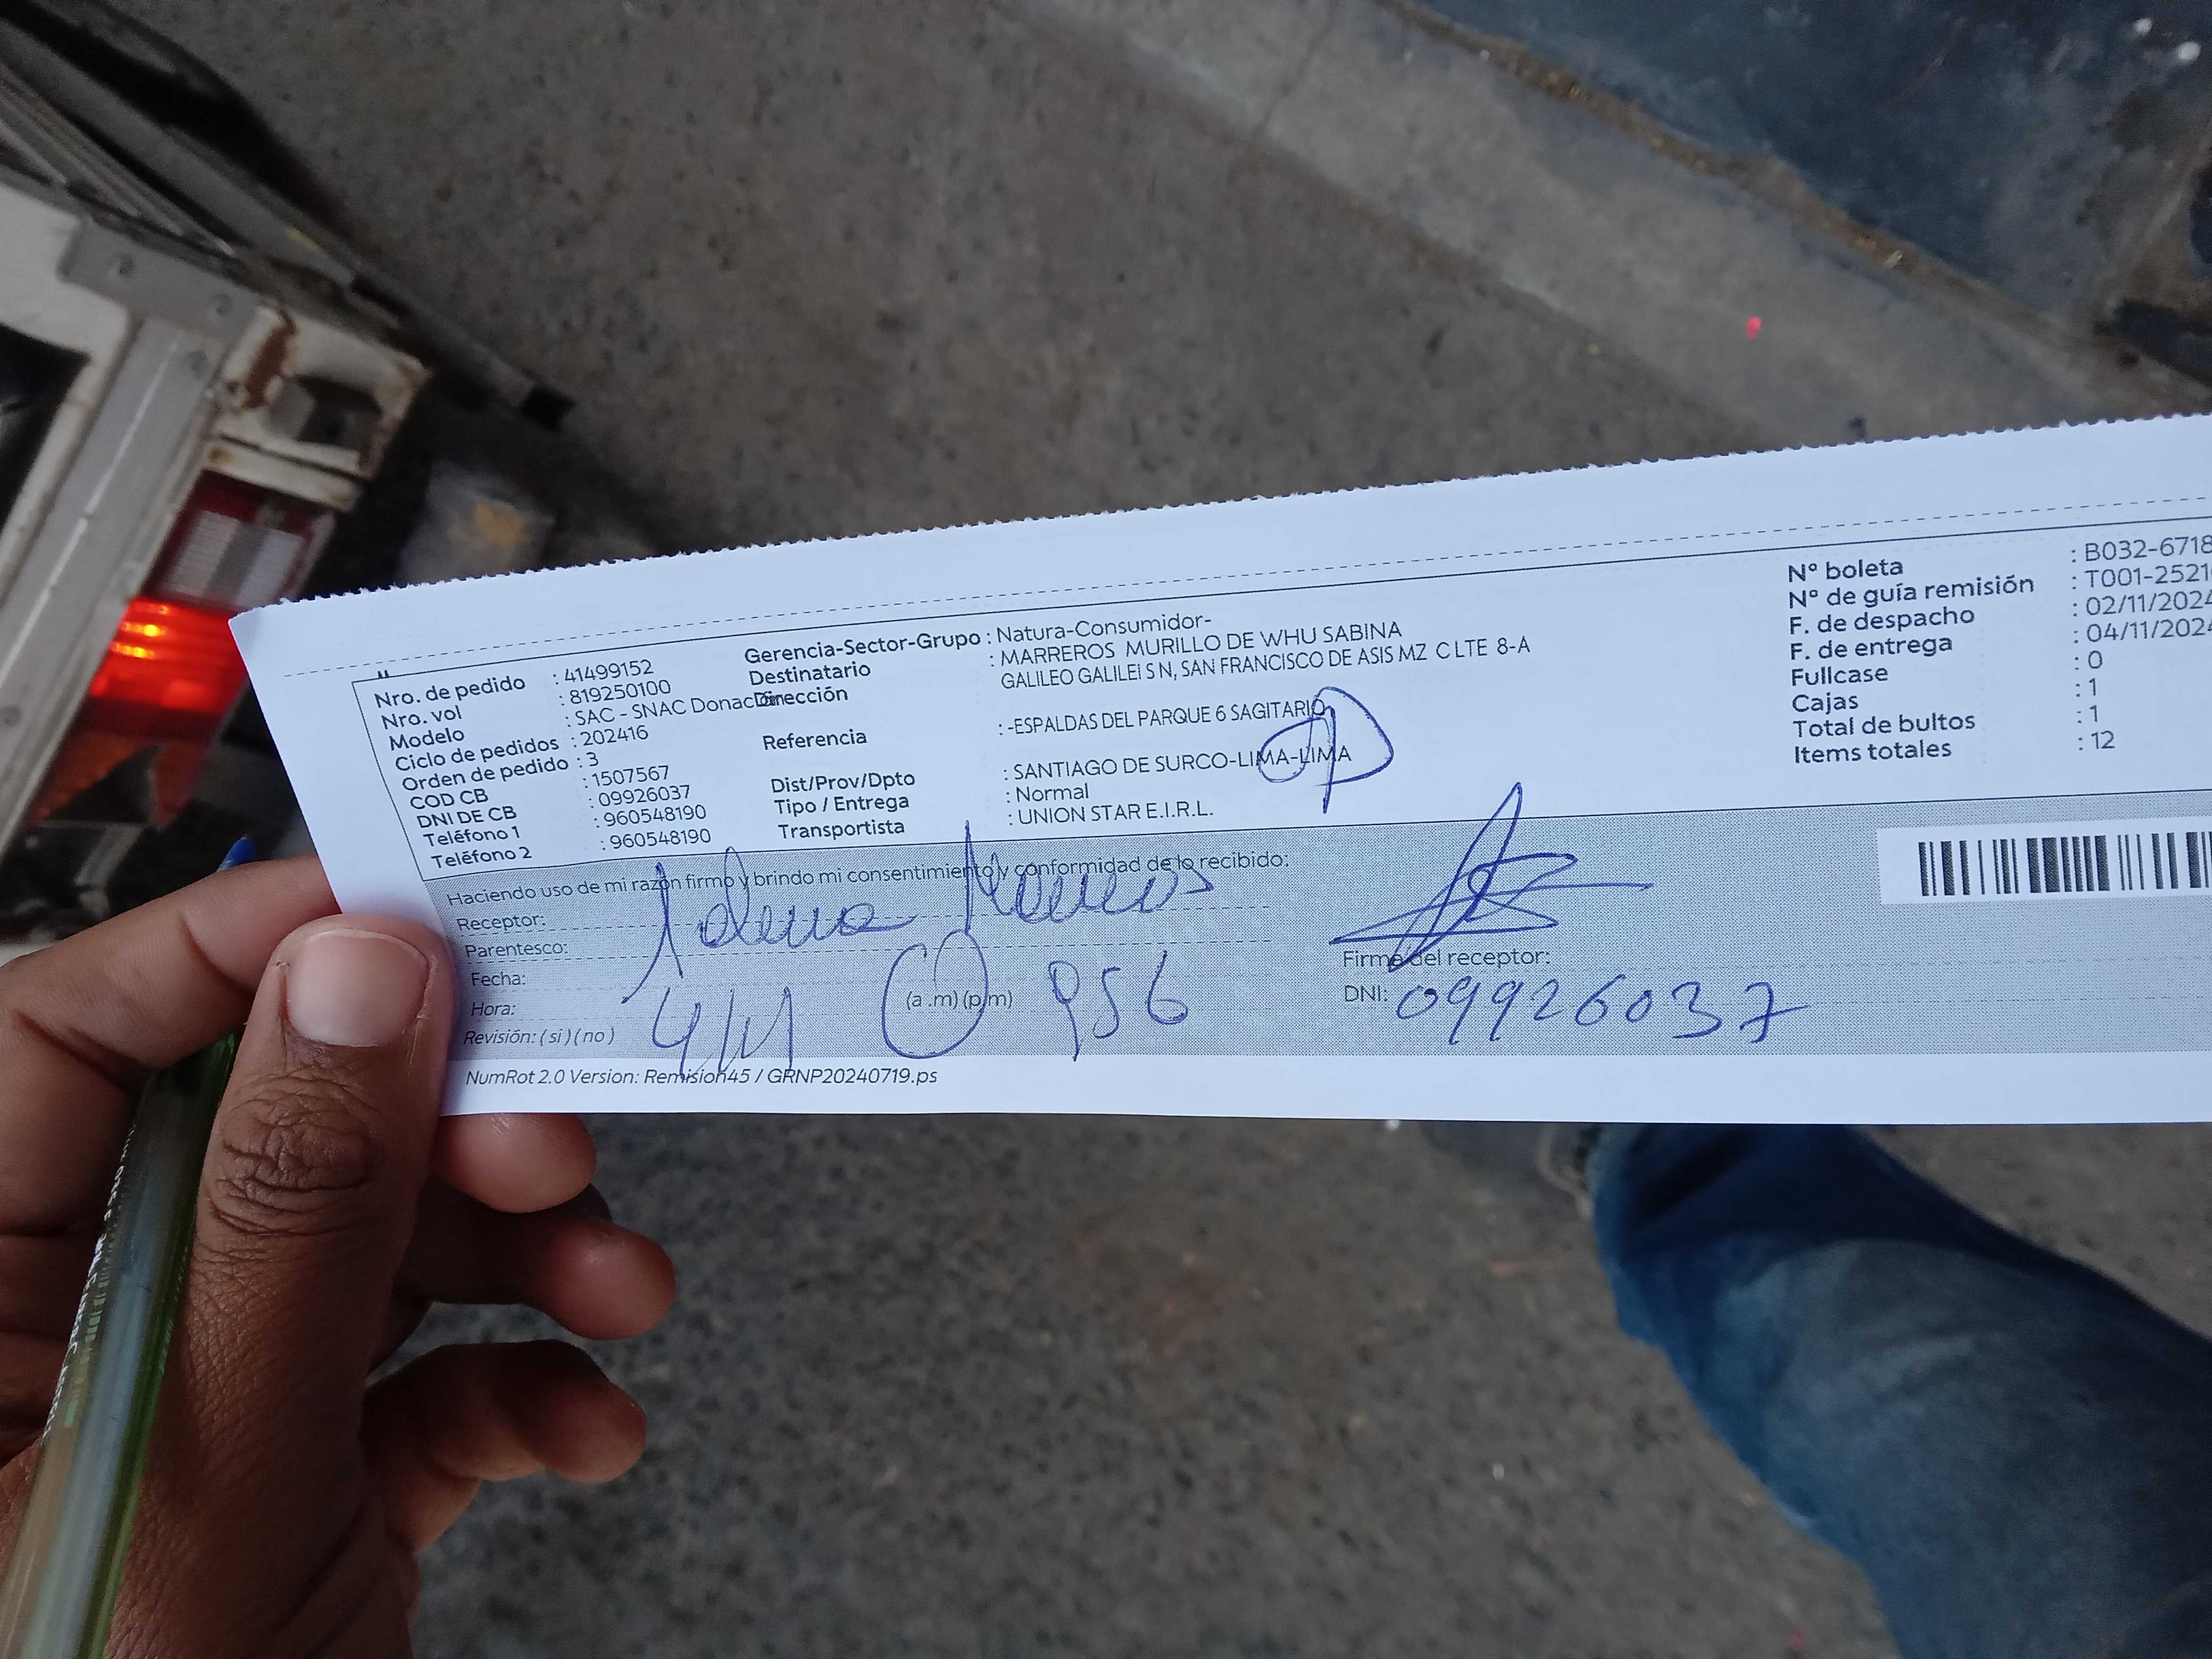 Nro. de pedido : 41499152
Nro. vol : 819250100
Modelo : SAC - SNAC Donación
Ciclo de pedidos : 202416
Orden de pedido : 3
COD CB : 1507567
DNI DE CB : 09926037
Teléfono 1 : 960548190
Teléfono 2 : 960548190
Gerencia-Sector-Grupo : Natura-Consumidor-
Destinatario : MARREROS MURILLO DE WHU SABINA
Dirección GALILEO GALILEI S N, SAN FRANCISCO DE ASIS MZ C LTE 8-A
Referencia : -ESPALDAS DEL PARQUE 6 SAGITARIO
Dist/Prov/Dpto : SANTIAGO DE SURCO-LIMA-LIMA
Tipo / Entrega : Normal
Transportista : UNION STAR E.I.R.L.
N° boleta : B032-6718
N° de guía remisión : T001-2521
F. de despacho : 02/11/2024
F. de entrega : 04/11/2024
Fullcase : 0
Cajas : 1
Total de bultos : 1
Items totales : 12
Haciendo uso de mi razón firmo y brindo mi consentimiento y conformidad de lo recibido:
Receptor:
Parentesco:
Fecha: 4/11
Hora: (a .m) (p.m) 956
Revisión: ( si ) ( no )
Firma del receptor:
DNI: 09926037
NumRot 2.0 Version: Remision45 / GRNP20240719.ps